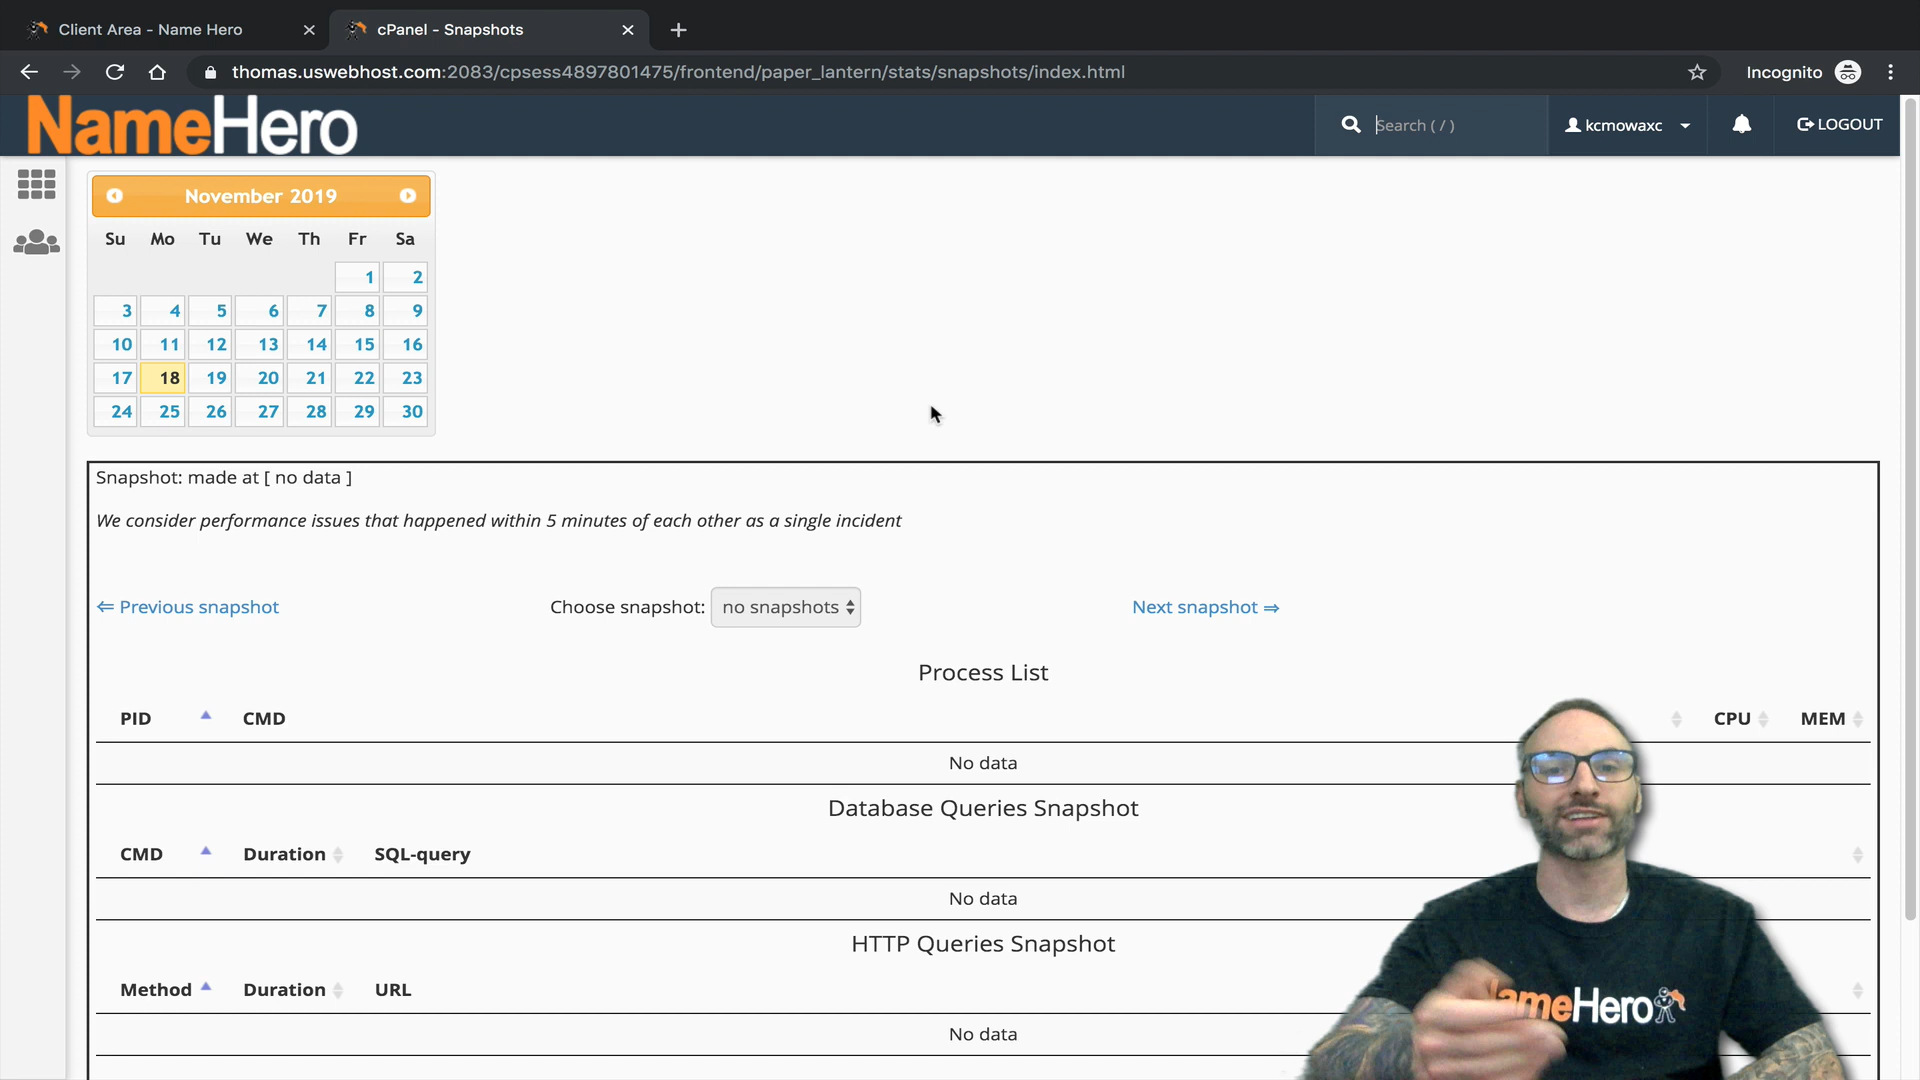 Client Area - Name Hero
cPanel - Snapshots
thomas.uswebhost.com:2083/cpsess4897801475/frontend/paper_lantern/stats/snapshots/index.html
Incognito
NameHero
Search ( / )
kcmowaxc
LOGOUT
November 2019
Su Mo Tu We Th Fr Sa
1 2
3 4 5 6 7 8 9
10 11 12 13 14 15 16
17 18 19 20 21 22 23
24 25 26 27 28 29 30
Snapshot: made at [ no data ]
We consider performance issues that happened within 5 minutes of each other as a single incident
⇐ Previous snapshot
Choose snapshot: no snapshots
Next snapshot ⇒
Process List
PID CMD CPU MEM
No data
Database Queries Snapshot
CMD Duration SQL-query
No data
HTTP Queries Snapshot
Method Duration URL
No data
ameHero